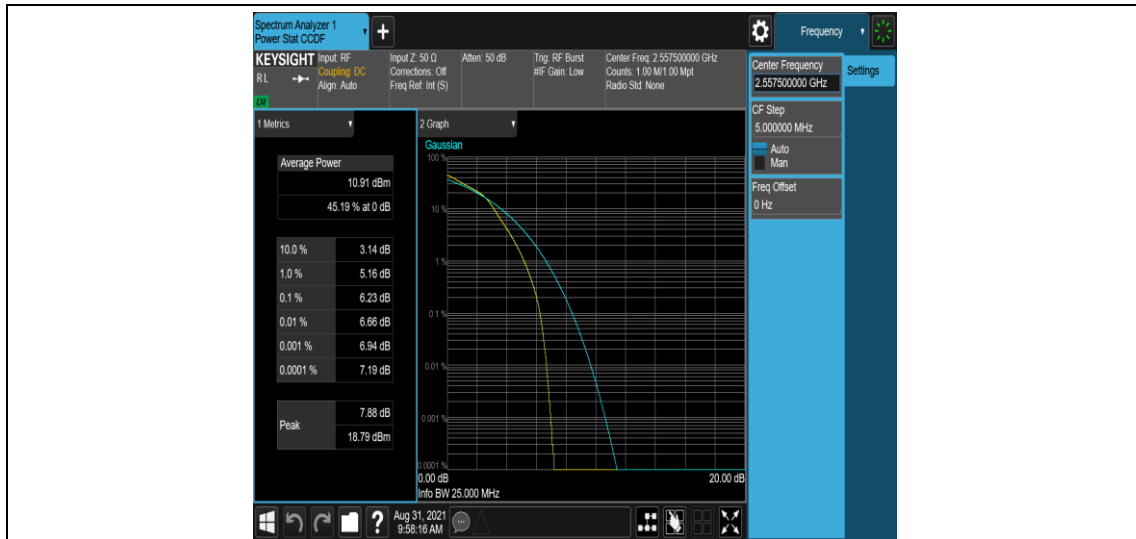 Spectrum Analyzer 1
Power Stat CCDF
+
Frequency
KEYSIGHT
RL
LXI
Input: RF
Coupling: DC
Align: Auto
Input Z: 50 Ω
Corrections: Off
Freq Ref: Int (S)
Atten: 50 dB
Trig: RF Burst
#IF Gain: Low
Center Freq: 2.557500000 GHz
Counts: 1.00 M/1.00 Mpt
Radio Std: None
Center Frequency
2.557500000 GHz
Settings
CF Step
5.000000 MHz
Auto
Man
Freq Offset
0 Hz
1 Metrics
Average Power
10.91 dBm
45.19 % at 0 dB
10.0 % 3.14 dB
1.0 % 5.16 dB
0.1 % 6.23 dB
0.01 % 6.66 dB
0.001 % 6.94 dB
0.0001 % 7.19 dB
Peak
7.88 dB
18.79 dBm
2 Graph
Gaussian
100 %
10 %
1 %
0.1 %
0.01 %
0.001 %
0.0001 %
0.00 dB 20.00 dB
Info BW 25.000 MHz
?
Aug 31, 2021
9:58:16 AM